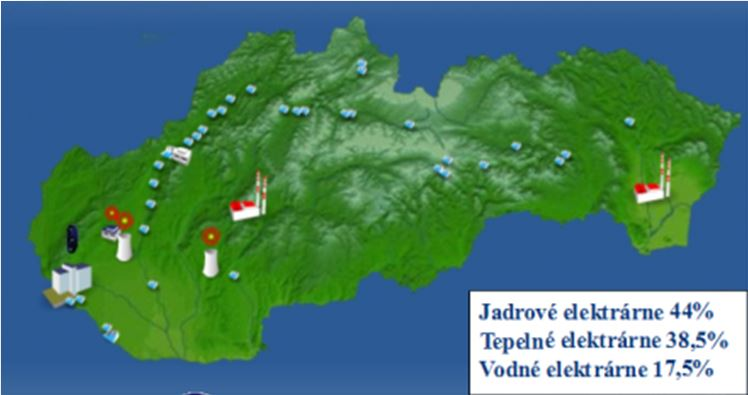 Jadrové elektrárne 44%
Tepelné elektrárne 38,5%
Vodné elektrárne 17,5%